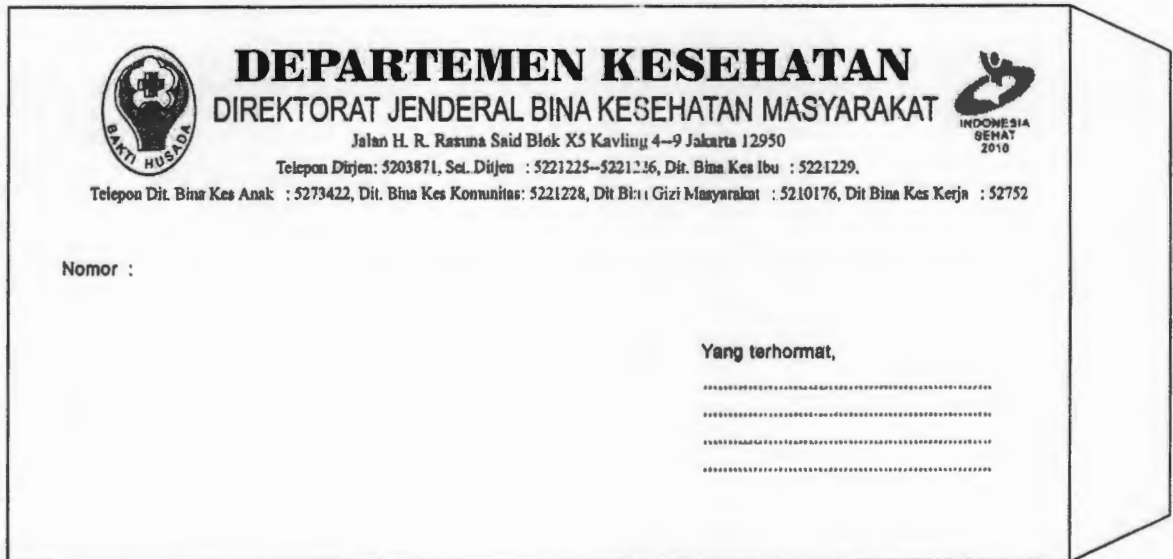 DEPARTEMEN KESEHATAN
DIREKTORAT JENDERAL BINA KESEHATAN MASYARAKAT
Jalan H. R. Rasuna Said Blok X5 Kavling 4--9 Jakarta 12950
Telepon Dirjen: 5203871, Set. Ditjen : 5221225--5221226, Dit. Bina Kes Ibu : 5221229,
Telepon Dit. Bina Kes Anak : 5273422, Dit. Bina Kes Komunitas: 5221228, Dit Bina Gizi Masyarakat : 5210176, Dit Bina Kes Kerja : 52752
BAKTI HUSADA
INDONESIA
SEHAT
2010
Nomor :
Yang terhormat,